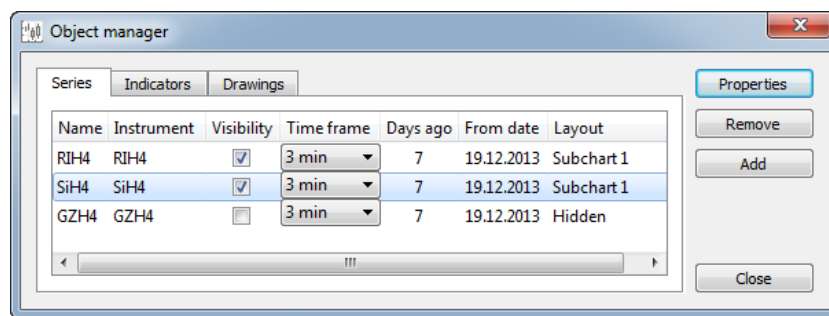 Object manager
Series Indicators Drawings
Name Instrument Visibility Time frame Days ago From date Layout
RIH4 RIH4 3 min 7 19.12.2013 Subchart 1
SiH4 SiH4 3 min 7 19.12.2013 Subchart 1
GZH4 GZH4 3 min 7 19.12.2013 Hidden
Properties
Remove
Add
Close